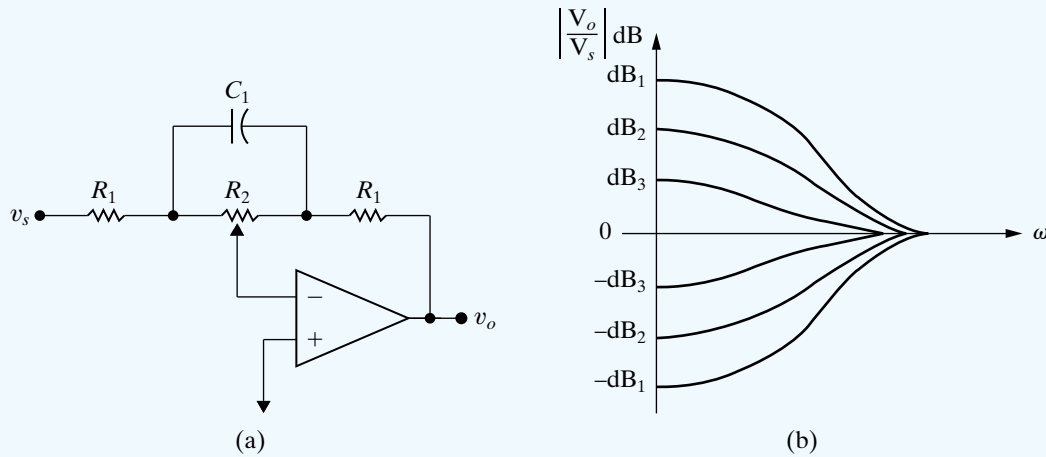 C₁
R₁
R₂
R₁
vₛ
−
+
vₒ
(a)
|Vₒ/Vₛ| dB
dB₁
dB₂
dB₃
0
ω
−dB₃
−dB₂
−dB₁
(b)